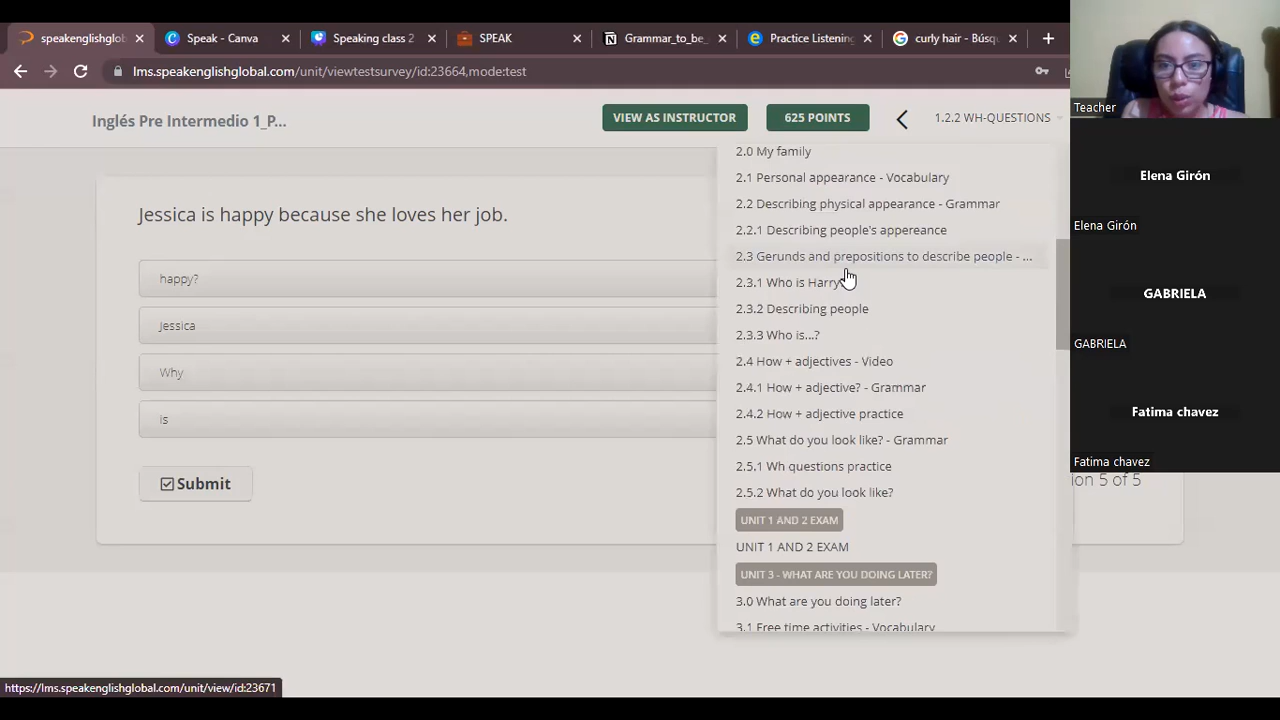 speakenglishglob
Speak - Canva
Speaking class 2
SPEAK
Grammar_to_be_
Practice Listening
curly hair - Búsq
lms.speakenglishglobal.com/unit/viewtestsurvey/id:23664,mode:test
Inglés Pre Intermedio 1_P...
VIEW AS INSTRUCTOR
625 POINTS
1.2.2 WH-QUESTIONS
Jessica is happy because she loves her job.
happy?
Jessica
Why
is
Submit
2.0 My family
2.1 Personal appearance - Vocabulary
2.2 Describing physical appearance - Grammar
2.2.1 Describing people's appereance
2.3 Gerunds and prepositions to describe people - ...
2.3.1 Who is Harry
2.3.2 Describing people
2.3.3 Who is...?
2.4 How + adjectives - Video
2.4.1 How + adjective? - Grammar
2.4.2 How + adjective practice
2.5 What do you look like? - Grammar
2.5.1 Wh questions practice
2.5.2 What do you look like?
UNIT 1 AND 2 EXAM
UNIT 1 AND 2 EXAM
UNIT 3 - WHAT ARE YOU DOING LATER?
3.0 What are you doing later?
3.1 Free time activities - Vocabulary
ion 5 of 5
https://lms.speakenglishglobal.com/unit/view/id:23671
Teacher
Elena Girón
Elena Girón
GABRIELA
GABRIELA
Fatima chavez
Fatima chavez